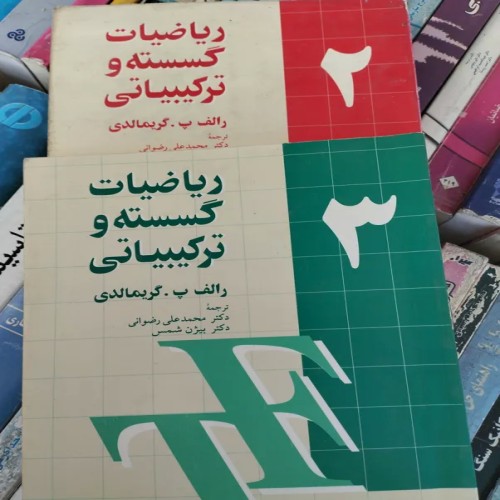 ریاضیات
گسسته و
ترکیبیاتی
رالف پ. گریمالدی
ترجمهٔ
دکتر محمدعلی رضوانی
۲
ریاضیات
گسسته و
ترکیبیاتی
رالف پ. گریمالدی
ترجمهٔ
دکتر محمدعلی رضوانی
دکتر بیژن شمس
۳